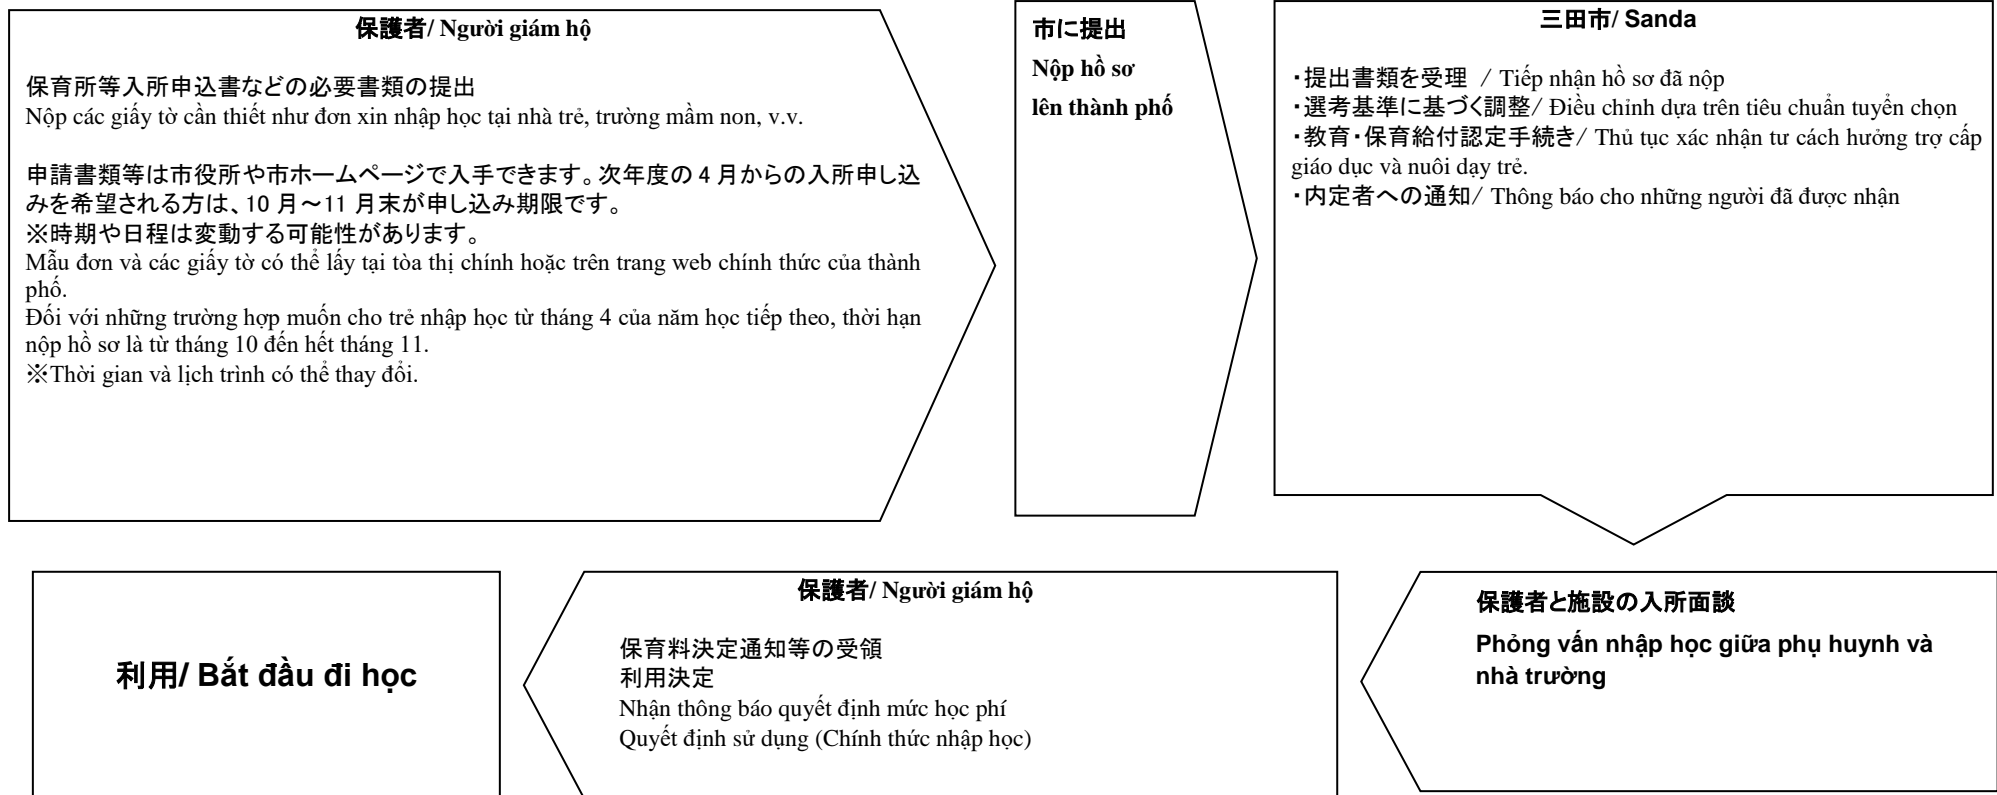 保護者/ Người giám hộ
保育所等入所申込書などの必要書類の提出
Nộp các giấy tờ cần thiết như đơn xin nhập học tại nhà trẻ, trường mầm non, v.v.
申請書類等は市役所や市ホームページで入手できます。次年度の 4 月からの入所申し込
みを希望される方は、10 月～11 月末が申し込み期限です。
※時期や日程は変動する可能性があります。
Mẫu đơn và các giấy tờ có thể lấy tại tòa thị chính hoặc trên trang web chính thức của thành
phố.
Đối với những trường hợp muốn cho trẻ nhập học từ tháng 4 của năm học tiếp theo, thời hạn
nộp hồ sơ là từ tháng 10 đến hết tháng 11.
※Thời gian và lịch trình có thể thay đổi.
市に提出
Nộp hồ sơ
lên thành phố
三田市/ Sanda
・提出書類を受理 / Tiếp nhận hồ sơ đã nộp
・選考基準に基づく調整/ Điều chỉnh dựa trên tiêu chuẩn tuyển chọn
・教育・保育給付認定手続き/ Thủ tục xác nhận tư cách hưởng trợ cấp
giáo dục và nuôi dạy trẻ.
・内定者への通知/ Thông báo cho những người đã được nhận
保護者と施設の入所面談
Phỏng vấn nhập học giữa phụ huynh và
nhà trường
保護者/ Người giám hộ
保育料決定通知等の受領
利用決定
Nhận thông báo quyết định mức học phí
Quyết định sử dụng (Chính thức nhập học)
利用/ Bắt đầu đi học